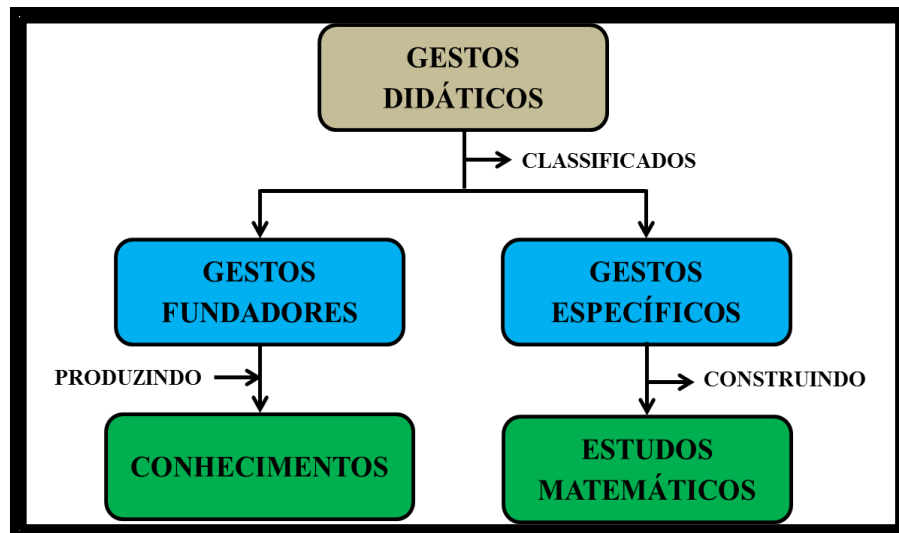 GESTOS
DIDÁTICOS
CLASSIFICADOS
GESTOS
FUNDADORES
GESTOS
ESPECÍFICOS
PRODUZINDO
CONSTRUINDO
CONHECIMENTOS
ESTUDOS
MATEMÁTICOS